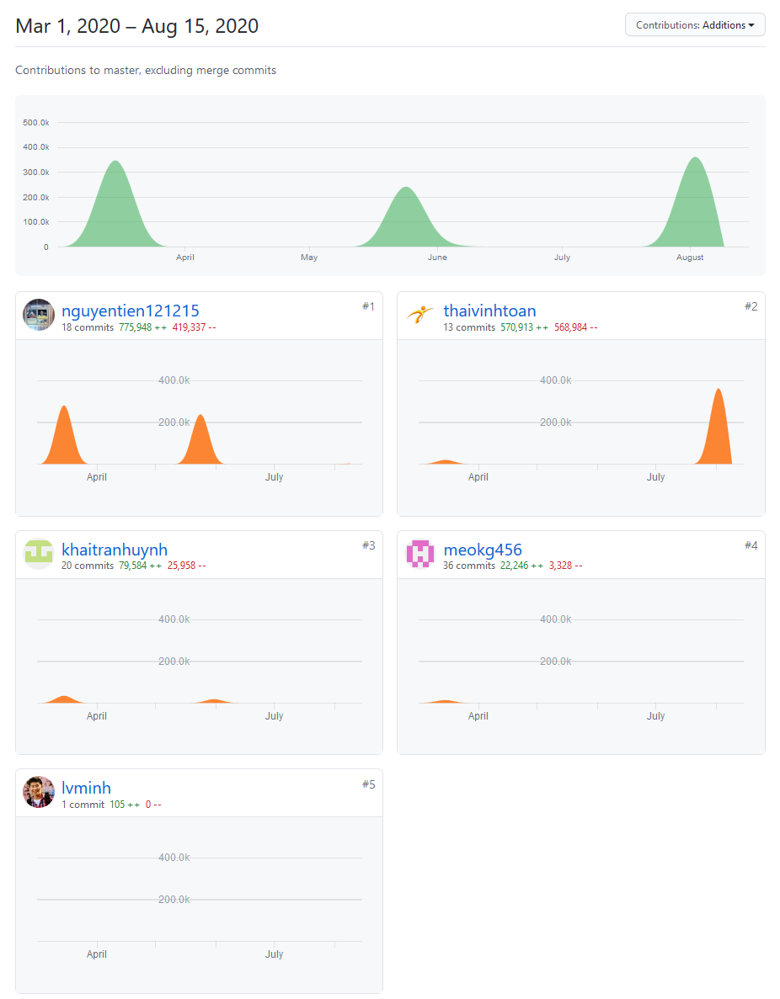 Mar 1, 2020 – Aug 15, 2020
Contributions: Additions
Contributions to master, excluding merge commits
500.0k
400.0k
300.0k
200.0k
100.0k
0
April May June July August
nguyentien121215 #1
18 commits 775,948 ++ 419,337 --
400.0k
200.0k
April July
thaivinhtoan #2
13 commits 570,913 ++ 568,984 --
400.0k
200.0k
April July
khaitranhuynh #3
20 commits 79,584 ++ 25,958 --
400.0k
200.0k
April July
meokg456 #4
36 commits 22,246 ++ 3,328 --
400.0k
200.0k
April July
lvminh #5
1 commit 105 ++ 0 --
400.0k
200.0k
April July